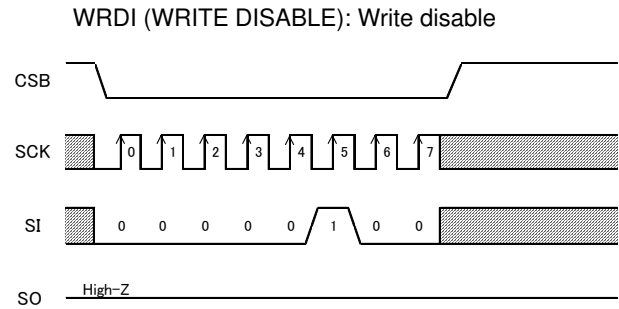 WRDI (WRITE DISABLE): Write disable
CSB
SCK 0 1 2 3 4 5 6 7
SI 0 0 0 0 0 1 0 0
SO High-Z